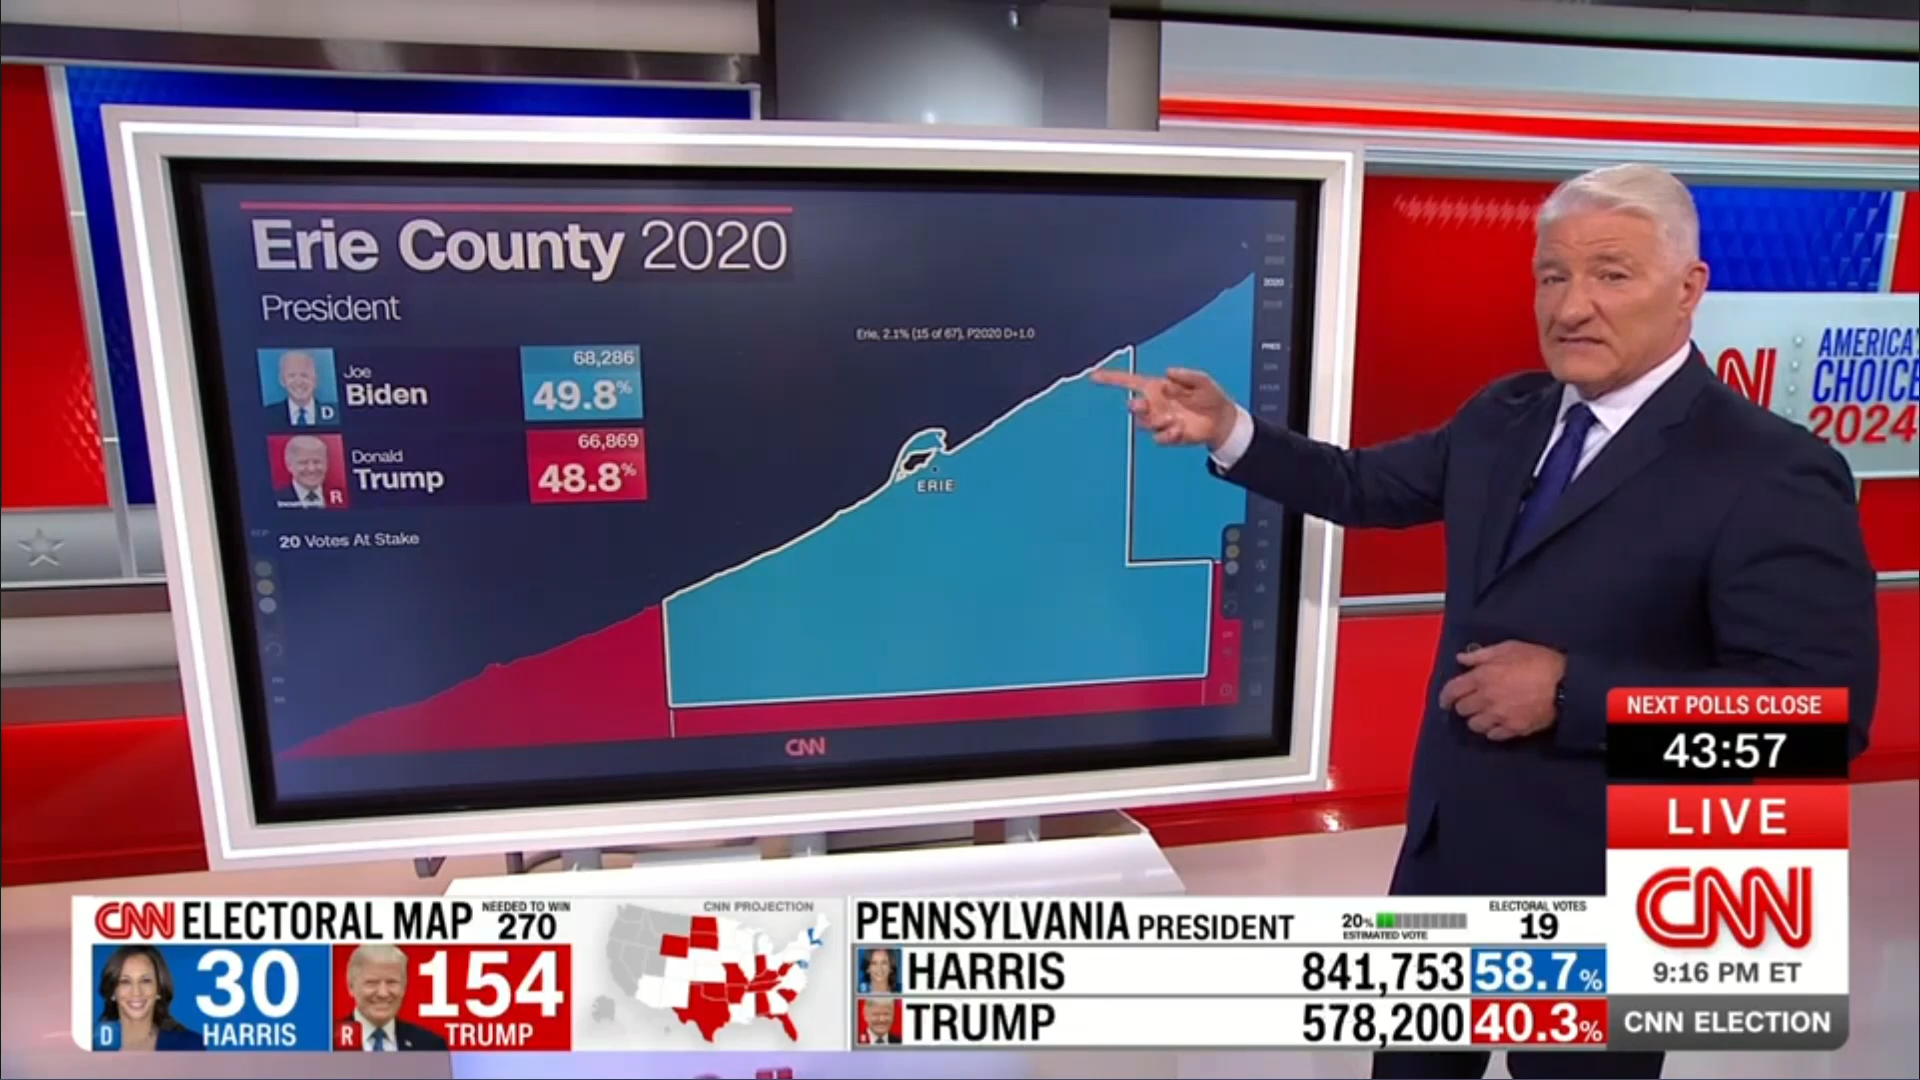 Erie County 2020
President
Joe
Biden
D
68,286
49.8%
Donald
Trump
R
66,869
48.8%
20 Votes At Stake
Erie, 2.1% (15 of 67), P2020 D+1.0
ERIE
2020
PRES
CNN
AMERICA'S
CHOICE
2024
NEXT POLLS CLOSE
43:57
LIVE
CNN
9:16 PM ET
CNN ELECTION
CNN ELECTORAL MAP
NEEDED TO WIN
270
CNN PROJECTION
D
30
HARRIS
R
154
TRUMP
PENNSYLVANIA PRESIDENT
20%
ESTIMATED VOTE
ELECTORAL VOTES
19
HARRIS 841,753 58.7%
TRUMP 578,200 40.3%